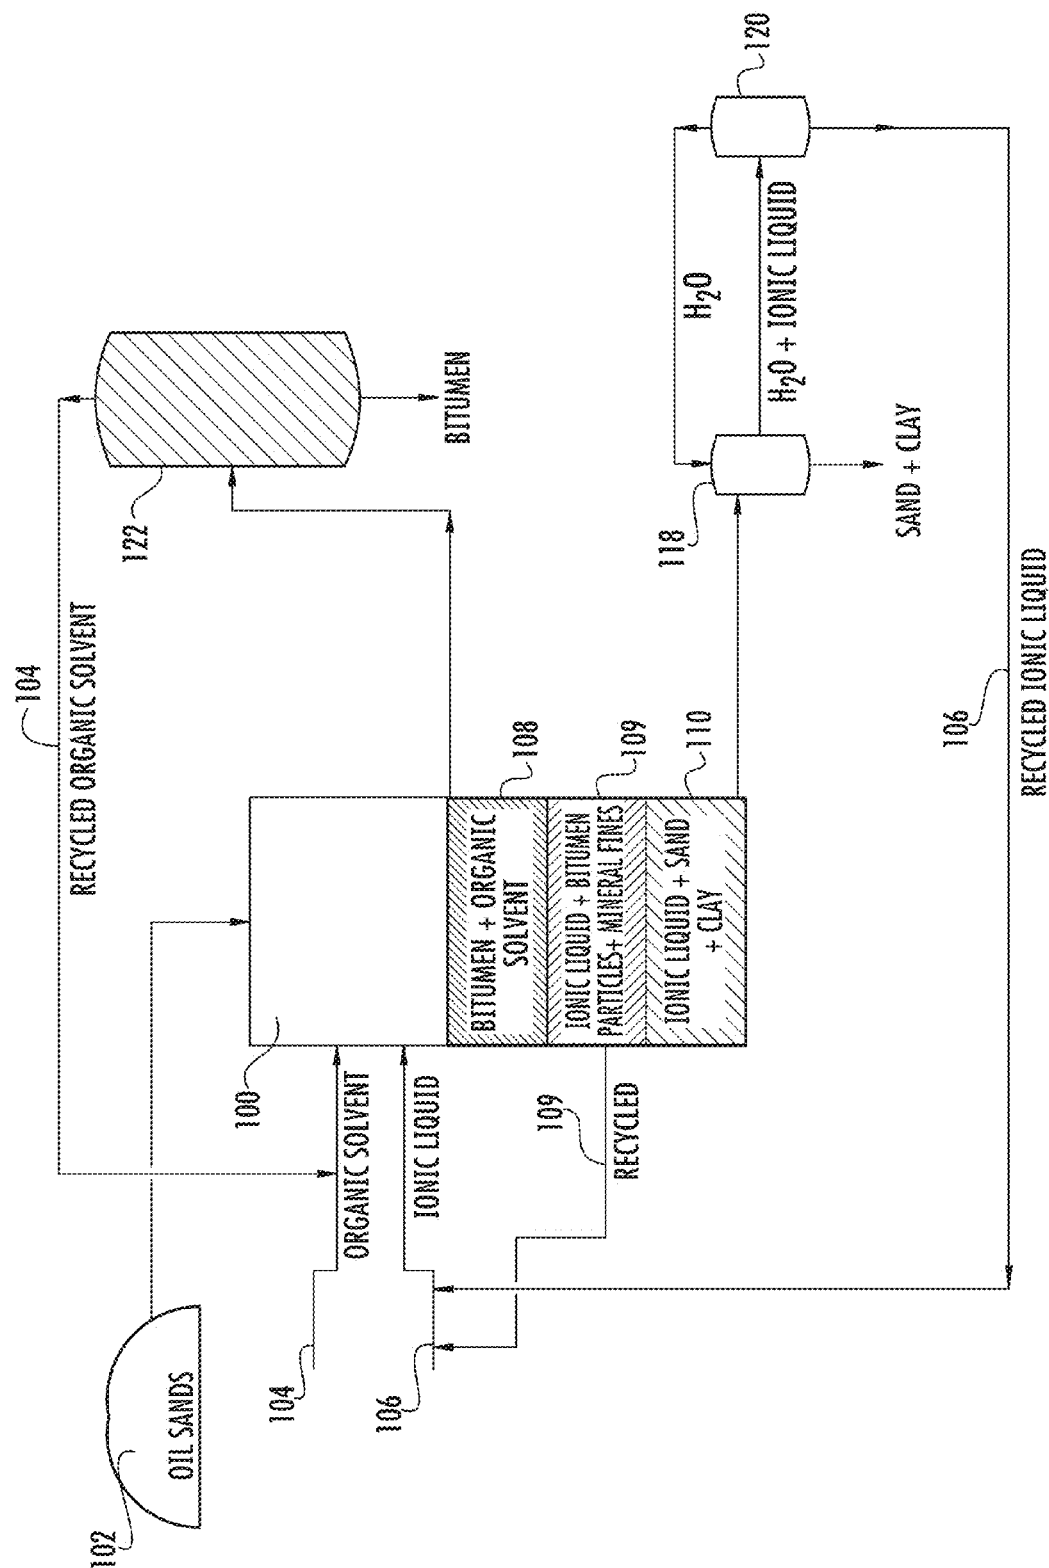 104
RECYCLED ORGANIC SOLVENT
102
OIL SANDS
122
BITUMEN
100
104
ORGANIC SOLVENT
106
IONIC LIQUID
BITUMEN + ORGANIC
SOLVENT
108
IONIC LIQUID + BITUMEN
PARTICLES+ MINERAL FINES
109
IONIC LIQUID + SAND
+ CLAY
110
109
RECYCLED
118
H2O
H2O + IONIC LIQUID
120
SAND + CLAY
106
RECYCLED IONIC LIQUID